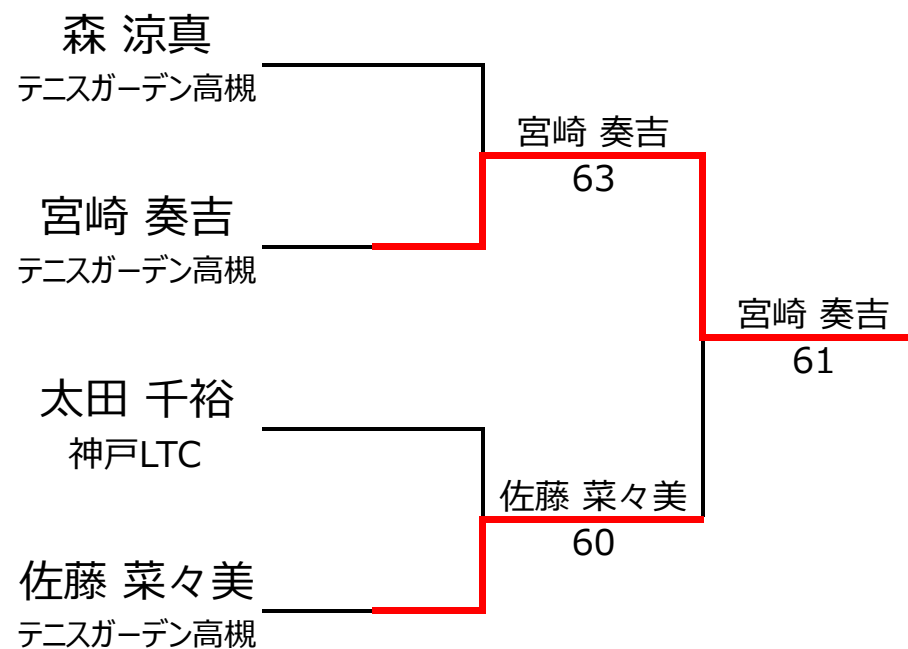 森 涼真
テニスガーデン高槻
宮崎 奏吉
63
宮崎 奏吉
テニスガーデン高槻
宮崎 奏吉
61
太田 千裕
神戸LTC
佐藤 菜々美
60
佐藤 菜々美
テニスガーデン高槻